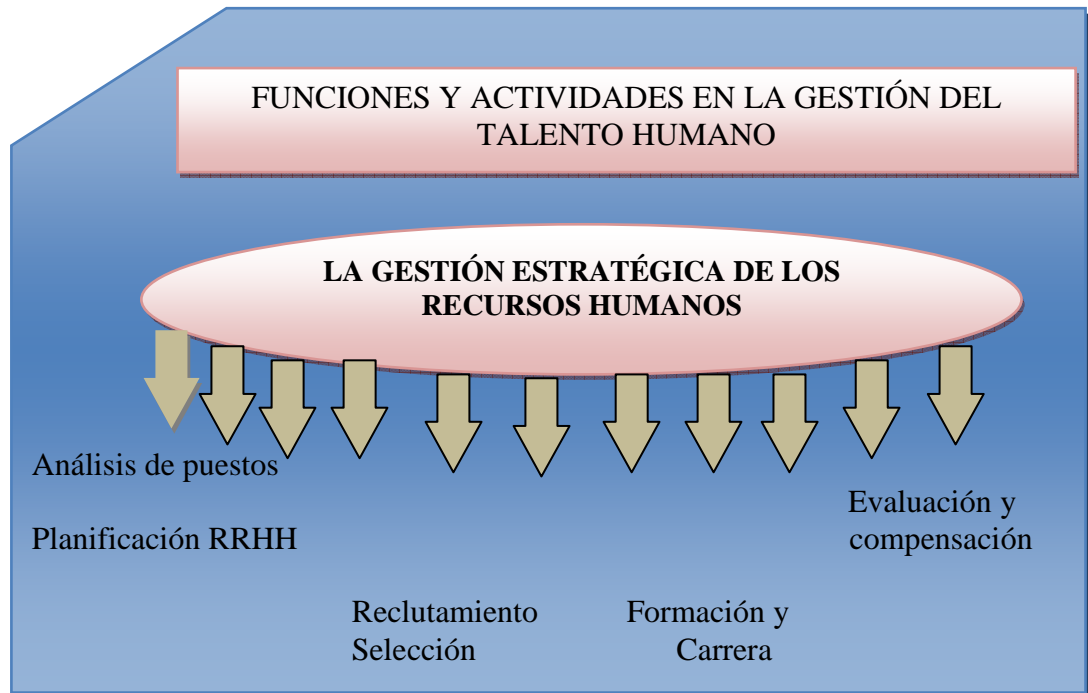 FUNCIONES Y ACTIVIDADES EN LA GESTIÓN DEL
TALENTO HUMANO
LA GESTIÓN ESTRATÉGICA DE LOS
RECURSOS HUMANOS
Análisis de puestos
Planificación RRHH
Reclutamiento
Selección
Formación y
Carrera
Evaluación y
compensación